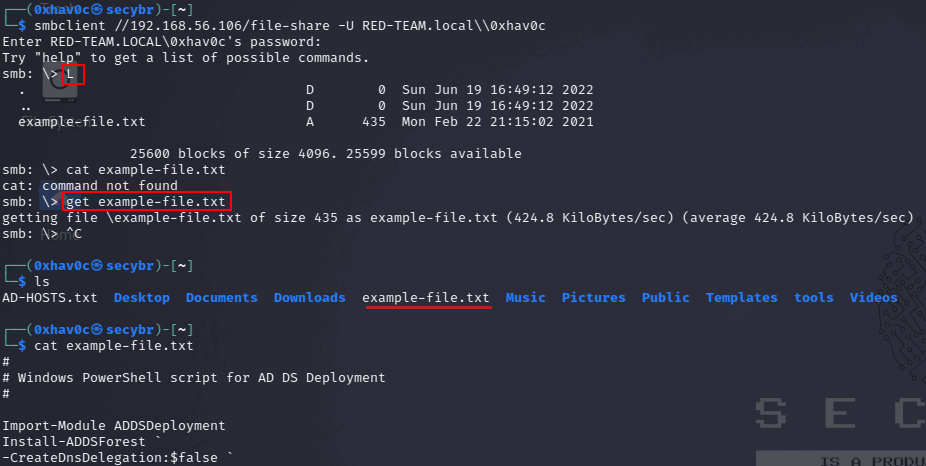 ┌──(0xhav0c㉿secybr)-[~]
└─$ smbclient //192.168.56.106/file-share -U RED-TEAM.local\\0xhav0c
Enter RED-TEAM.LOCAL\0xhav0c's password:
Try "help" to get a list of possible commands.
smb: \> L
. D 0 Sun Jun 19 16:49:12 2022
.. D 0 Sun Jun 19 16:49:12 2022
example-file.txt A 435 Mon Feb 22 21:15:02 2021
25600 blocks of size 4096. 25599 blocks available
smb: \> cat example-file.txt
cat: command not found
smb: \> get example-file.txt
getting file \example-file.txt of size 435 as example-file.txt (424.8 KiloBytes/sec) (average 424.8 KiloBytes/sec)
smb: \> ^C
Home
┌──(0xhav0c㉿secybr)-[~]
└─$ ls
AD-HOSTS.txt Desktop Documents Downloads example-file.txt Music Pictures Public Templates tools Videos
┌──(0xhav0c㉿secybr)-[~]
└─$ cat example-file.txt
#
# Windows PowerShell script for AD DS Deployment
#
Import-Module ADDSDeployment
Install-ADDSForest `
-CreateDnsDelegation:$false `
S E C
IS A PRODU